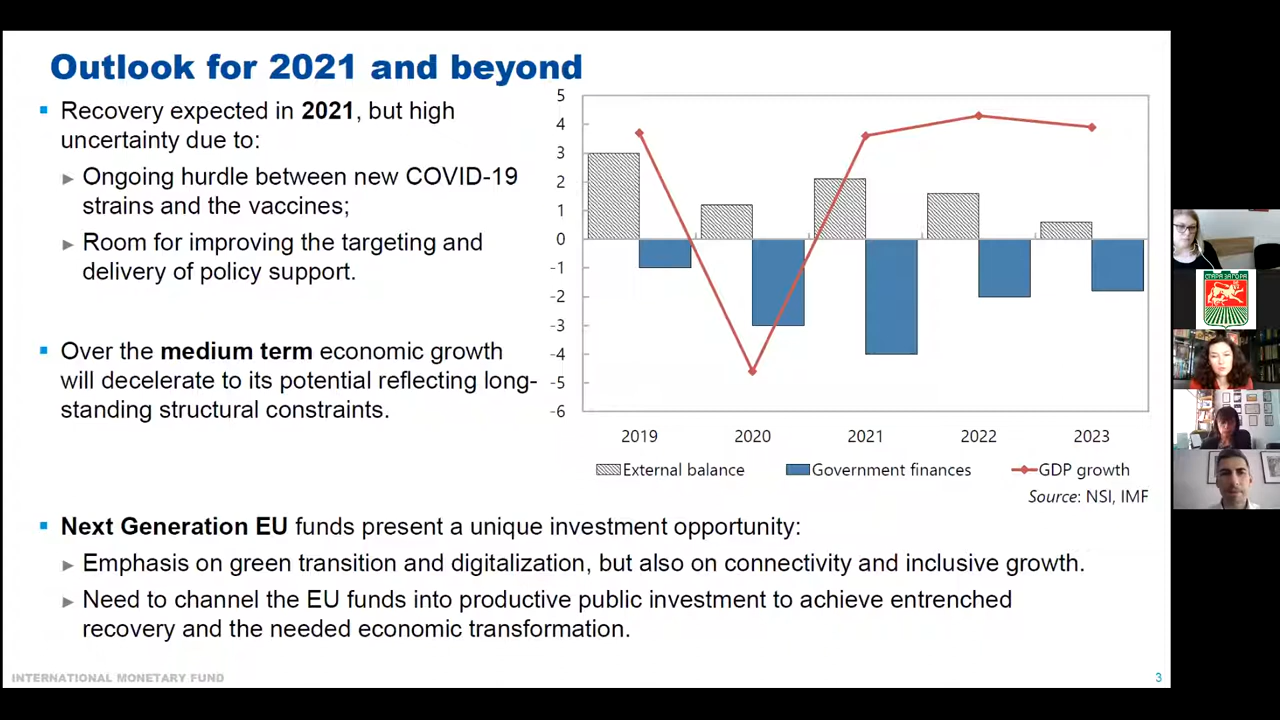 Outlook for 2021 and beyond
Recovery expected in 2021, but high
uncertainty due to:
Ongoing hurdle between new COVID-19
strains and the vaccines;
Room for improving the targeting and
delivery of policy support.
Over the medium term economic growth
will decelerate to its potential reflecting long-
standing structural constraints.
5
4
3
2
1
0
-1
-2
-3
-4
-5
-6
2019 2020 2021 2022 2023
External balance Government finances GDP growth
Source: NSI, IMF
Next Generation EU funds present a unique investment opportunity:
Emphasis on green transition and digitalization, but also on connectivity and inclusive growth.
Need to channel the EU funds into productive public investment to achieve entrenched
recovery and the needed economic transformation.
INTERNATIONAL MONETARY FUND
3
СТАРА ЗАГОРА